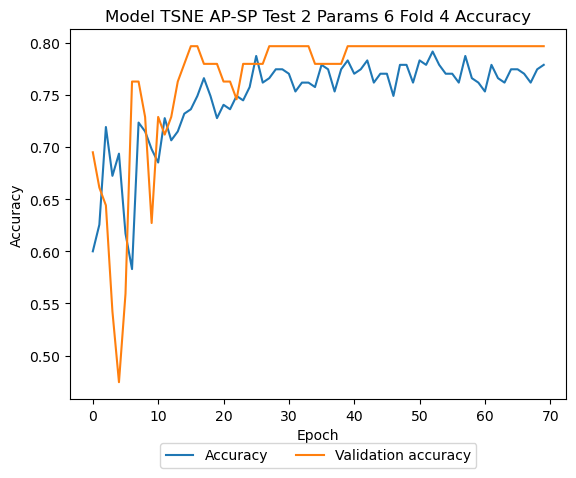 Model TSNE AP-SP Test 2 Params 6 Fold 4 Accuracy
0.80
0.75
0.70
0.65
0.60
0.55
0.50
Accuracy
0 10 20 30 40 50 60 70
Epoch
Accuracy Validation accuracy